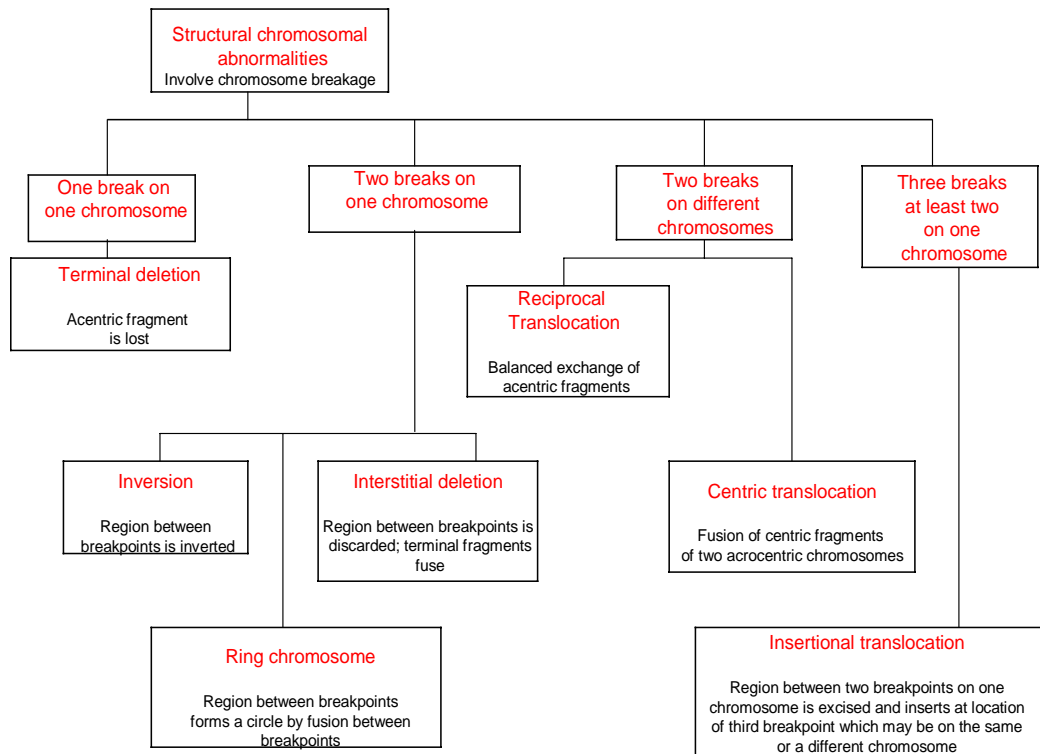 Structural chromosomal
abnormalities
Involve chromosome breakage
One break on
one chromosome
Two breaks on
one chromosome
Two breaks
on different
chromosomes
Three breaks
at least two
on one
chromosome
Terminal deletion
Acentric fragment
is lost
Reciprocal
Translocation
Balanced exchange of
acentric fragments
Inversion
Region between
breakpoints is inverted
Interstitial deletion
Region between breakpoints is
discarded; terminal fragments
fuse
Centric translocation
Fusion of centric fragments
of two acrocentric chromosomes
Ring chromosome
Region between breakpoints
forms a circle by fusion between
breakpoints
Insertional translocation
Region between two breakpoints on one
chromosome is excised and inserts at location
of third breakpoint which may be on the same
or a different chromosome